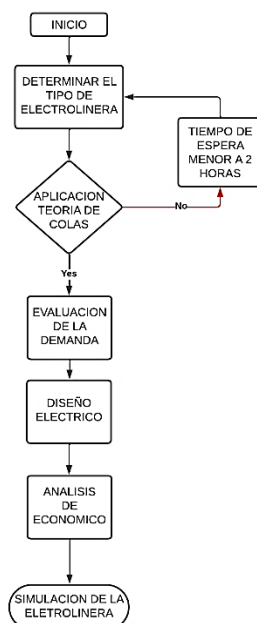 INICIO
DETERMINAR EL
TIPO DE
ELECTROLINERA
TIEMPO DE
ESPERA
MENOR A 2
HORAS
APLICACION
TEORIA DE
COLAS
No
Yes
EVALUACION
DE LA
DEMANDA
DISEÑO
ELECTRICO
ANALISIS
DE
ECONOMICO
SIMULACION DE LA
ELETROLINERA